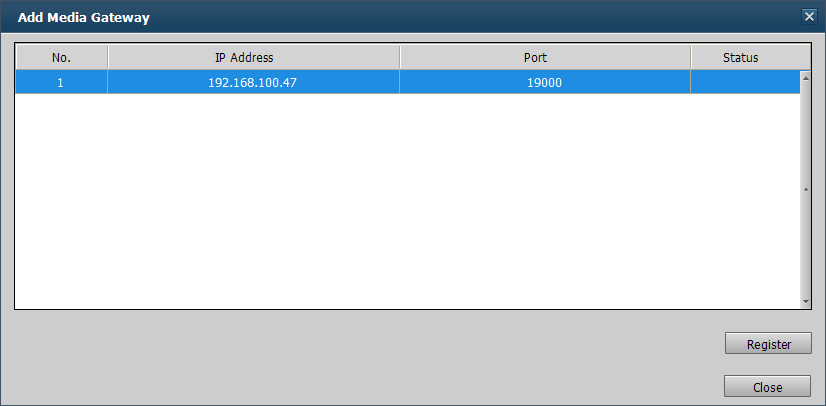 Add Media Gateway
No. IP Address Port Status
1 192.168.100.47 19000
Register
Close